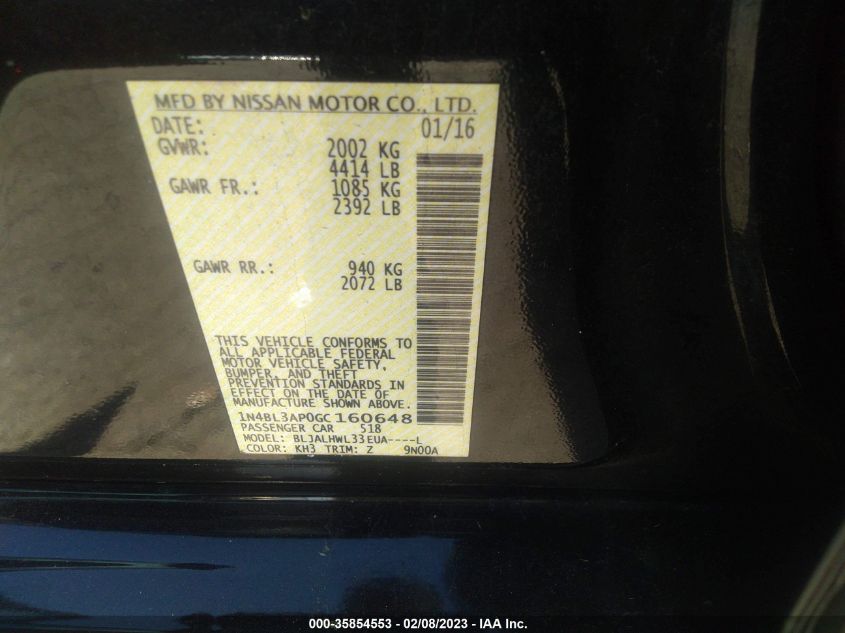 MFD BY NISSAN MOTOR CO., LTD.
DATE: 01/16
GVWR: 2002 KG
4414 LB
GAWR FR.: 1085 KG
2392 LB
GAWR RR.: 940 KG
2072 LB
THIS VEHICLE CONFORMS TO
ALL APPLICABLE FEDERAL
MOTOR VEHICLE SAFETY,
BUMPER, AND THEFT
PREVENTION STANDARDS IN
EFFECT ON THE DATE OF
MANUFACTURE SHOWN ABOVE.
1N4BL3AP0GC160648
PASSENGER CAR 518
MODEL: BLJALHWL33EUA----L
COLOR: KH3 TRIM: Z 9N00A
000-35854553 - 02/08/2023 - IAA Inc.